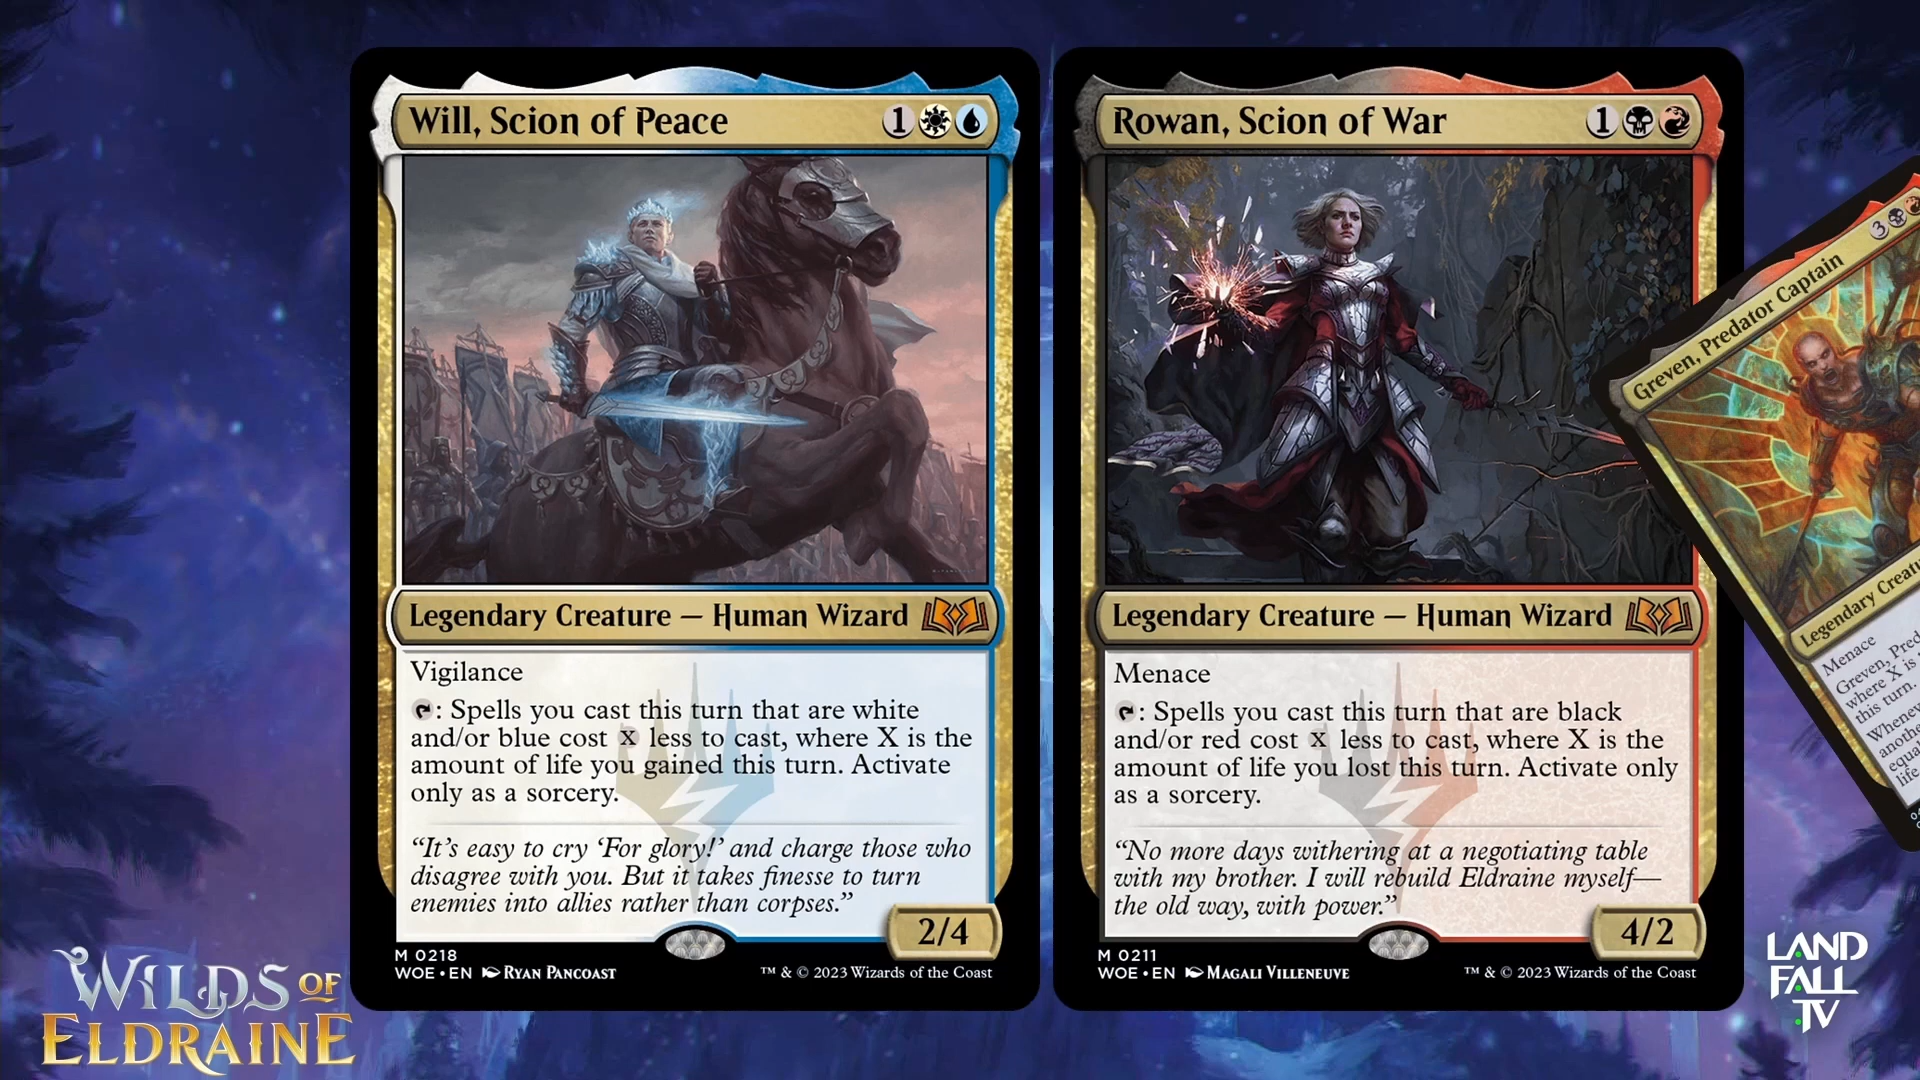 Will, Scion of Peace
1
Legendary Creature — Human Wizard
Vigilance
: Spells you cast this turn that are white
and/or blue cost X less to cast, where X is the
amount of life you gained this turn. Activate
only as a sorcery.
“It’s easy to cry ‘For glory!’ and charge those who
disagree with you. But it takes finesse to turn
enemies into allies rather than corpses.”
2/4
M 0218
WOE • EN RYAN PANCOAST
™ & © 2023 Wizards of the Coast
Rowan, Scion of War
1
Legendary Creature — Human Wizard
Menace
: Spells you cast this turn that are black
and/or red cost X less to cast, where X is the
amount of life you lost this turn. Activate only
as a sorcery.
“No more days withering at a negotiating table
with my brother. I will rebuild Eldraine myself—
the old way, with power.”
4/2
M 0211
WOE • EN MAGALI VILLENEUVE
™ & © 2023 Wizards of the Coast
Greven, Predator Captain
3
Legendary
Menace
Greven,
where X is
this turn.
WILDS OF
ELDRAINE
LAND
FALL
.TV